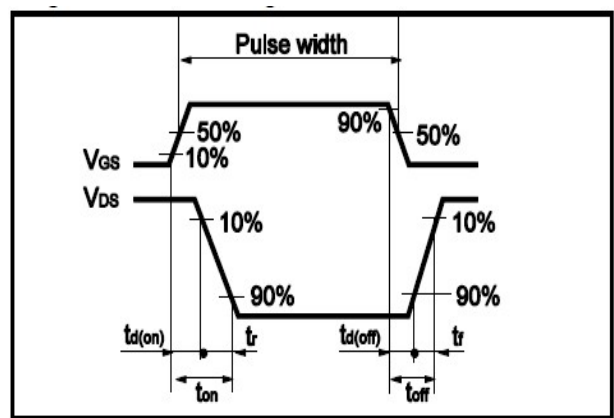 Pulse width
90%
50%
50%
VGS
10%
VDS
10%
10%
90%
90%
td(on)
tr
td(off)
tf
ton
toff